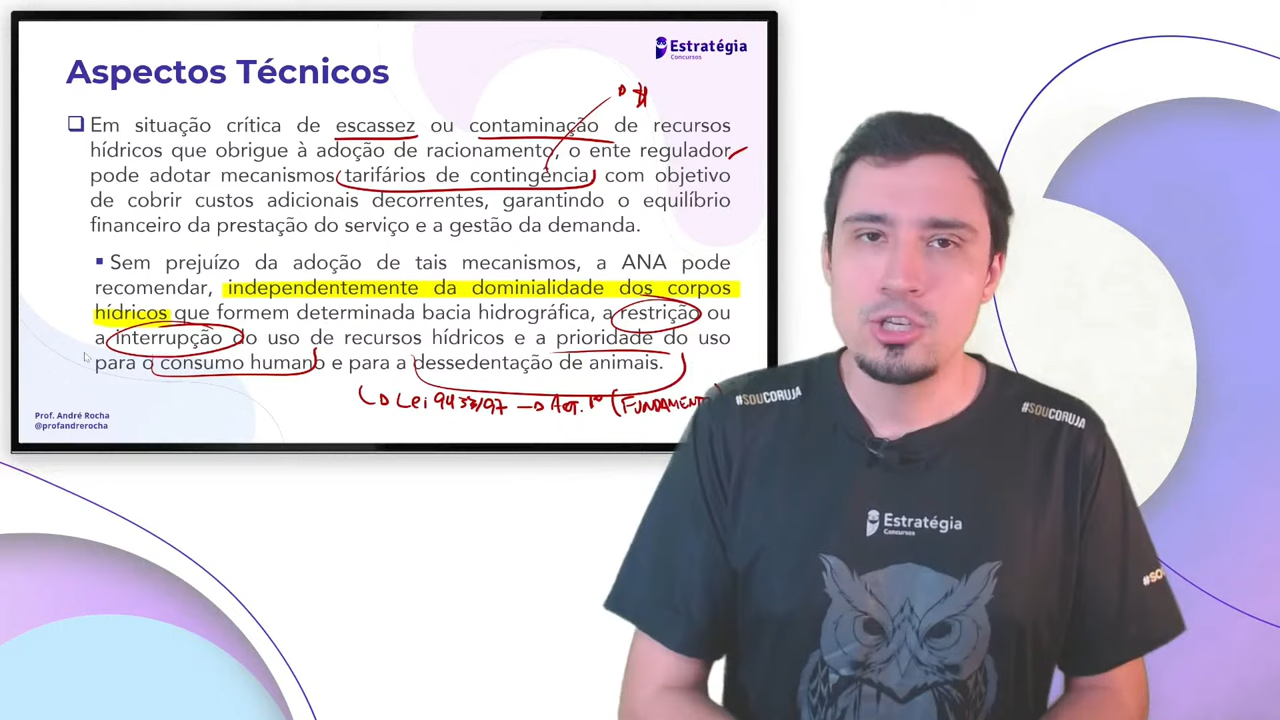 Estratégia
Concursos
Aspectos Técnicos
Em situação crítica de escassez ou contaminação de recursos
hídricos que obrigue à adoção de racionamento, o ente regulador
pode adotar mecanismos tarifários de contingência, com objetivo
de cobrir custos adicionais decorrentes, garantindo o equilíbrio
financeiro da prestação do serviço e a gestão da demanda.
Sem prejuízo da adoção de tais mecanismos, a ANA pode
recomendar, independentemente da dominialidade dos corpos
hídricos que formem determinada bacia hidrográfica, a restrição ou
a interrupção do uso de recursos hídricos e a prioridade do uso
para o consumo humano e para a dessedentação de animais.
Lei 9433/97 → Art. 1º (FUNDAMENTO
Prof. André Rocha
@profandrerocha
#SOUCORUJA
#SOUCORUJA
Estratégia
Concursos
#SO